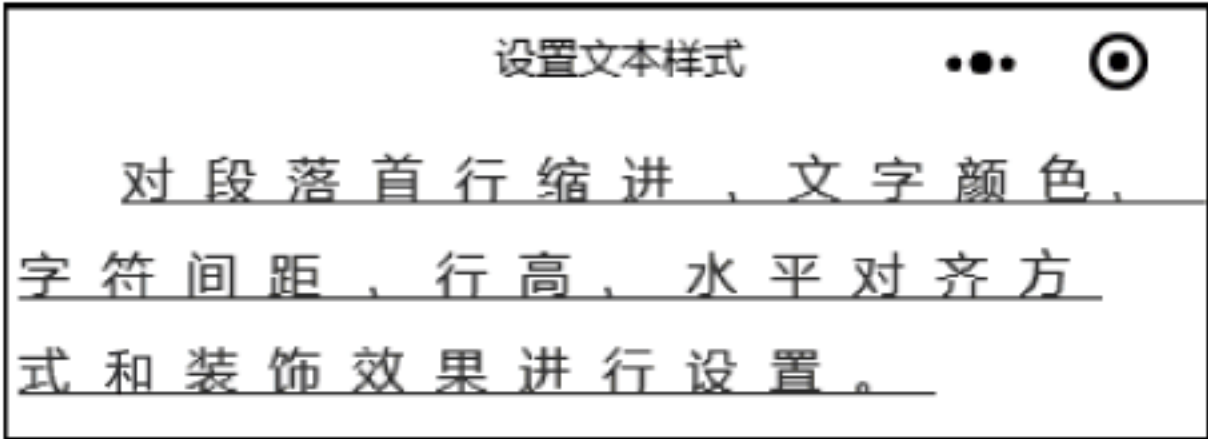 设置文本样式
对段落首行缩进、文字颜色、
字符间距、行高、水平对齐方
式和装饰效果进行设置。